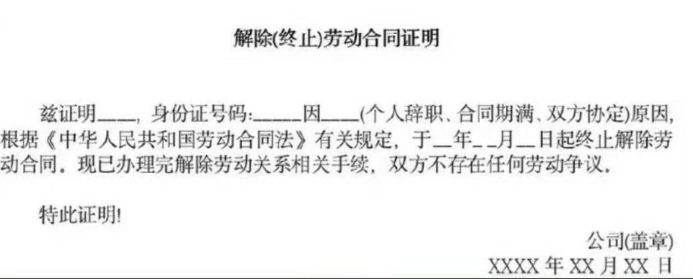 解除(终止)劳动合同证明
兹证明____, 身份证号码:_____因____(个人辞职、合同期满、双方协定)原因,
根据《中华人民共和国劳动合同法》有关规定，于__年_ _月__日起终止解除劳
动合同。现已办理完解除劳动关系相关手续，双方不存在任何劳动争议。
特此证明!
公司(盖章)
XXXX 年 XX 月 XX 日